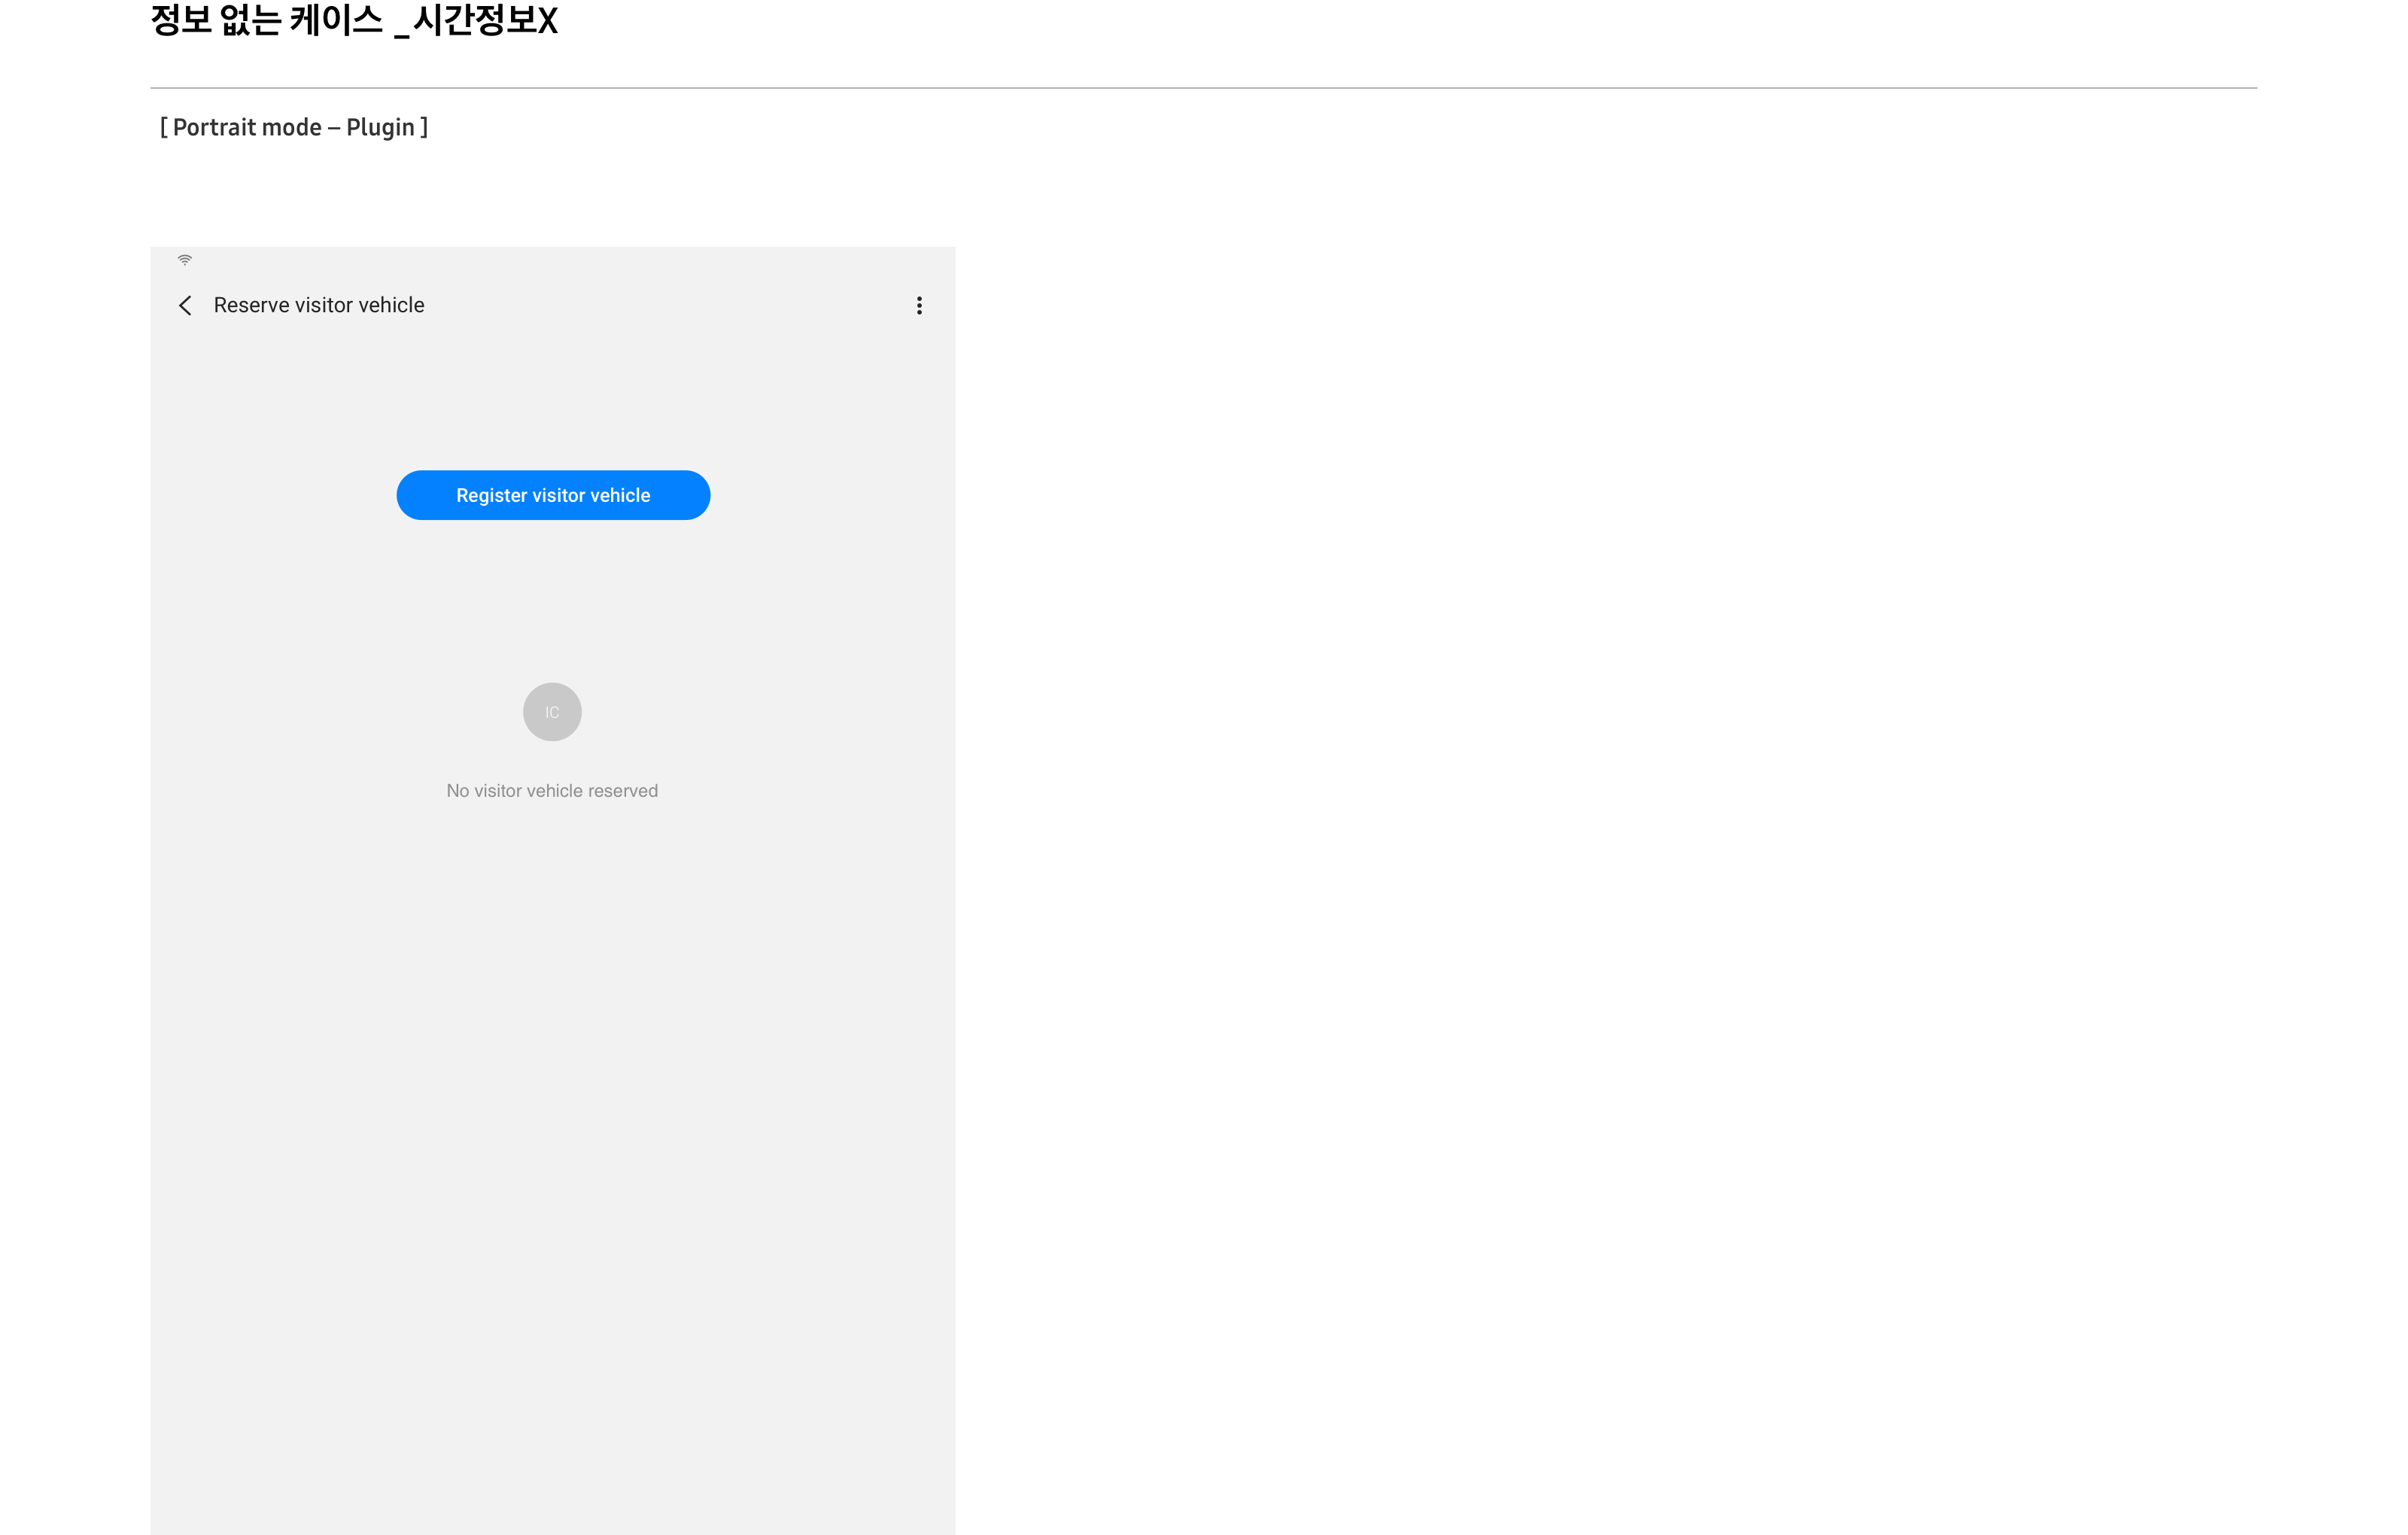 정보 없는 케이스 _시간정보X
[ Portrait mode – Plugin ]
Reserve visitor vehicle
Register visitor vehicle
IC
No visitor vehicle reserved